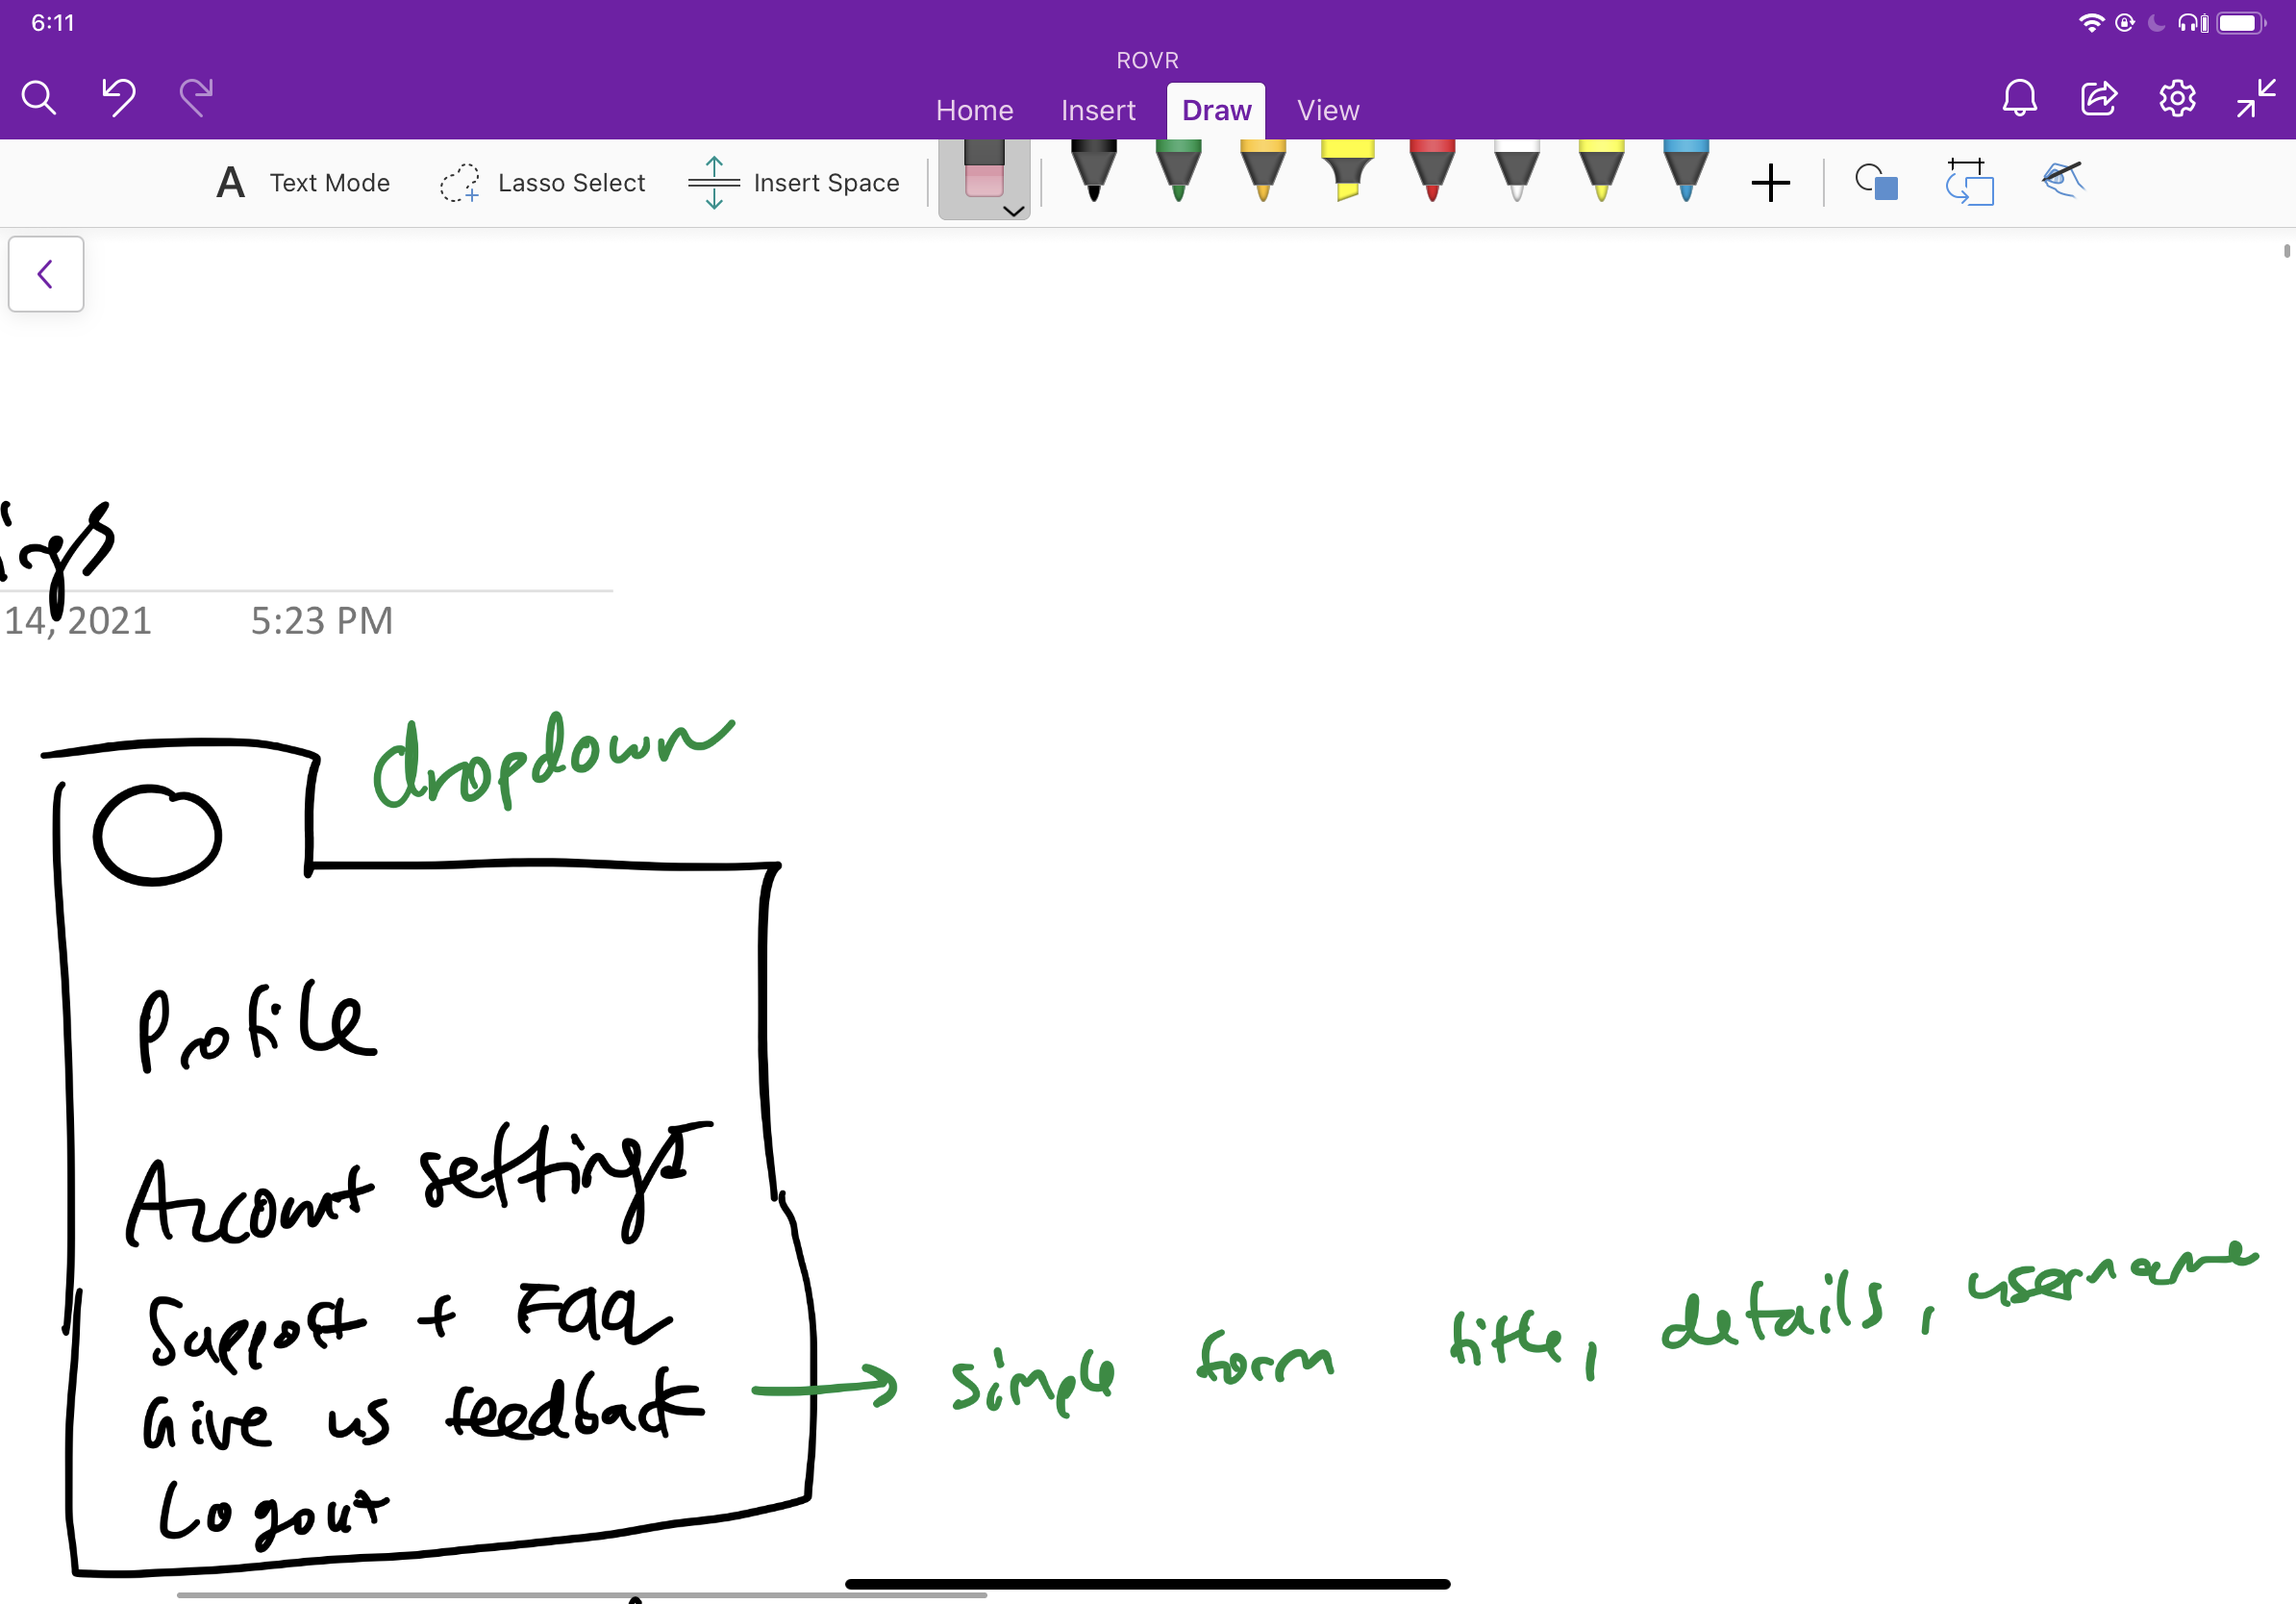 6:11
ROVR
Home Insert Draw View
A Text Mode Lasso Select Insert Space
14, 2021 5:23 PM
dropdown
Profile
Account settings
Support + FAQ
Give us feedback → simple form title, details, username
Logout